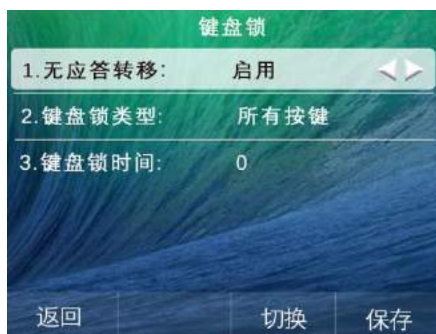 键盘锁
1.无应答转移: 启用
2.键盘锁类型: 所有按键
3.键盘锁时间: 0
返回 切换 保存